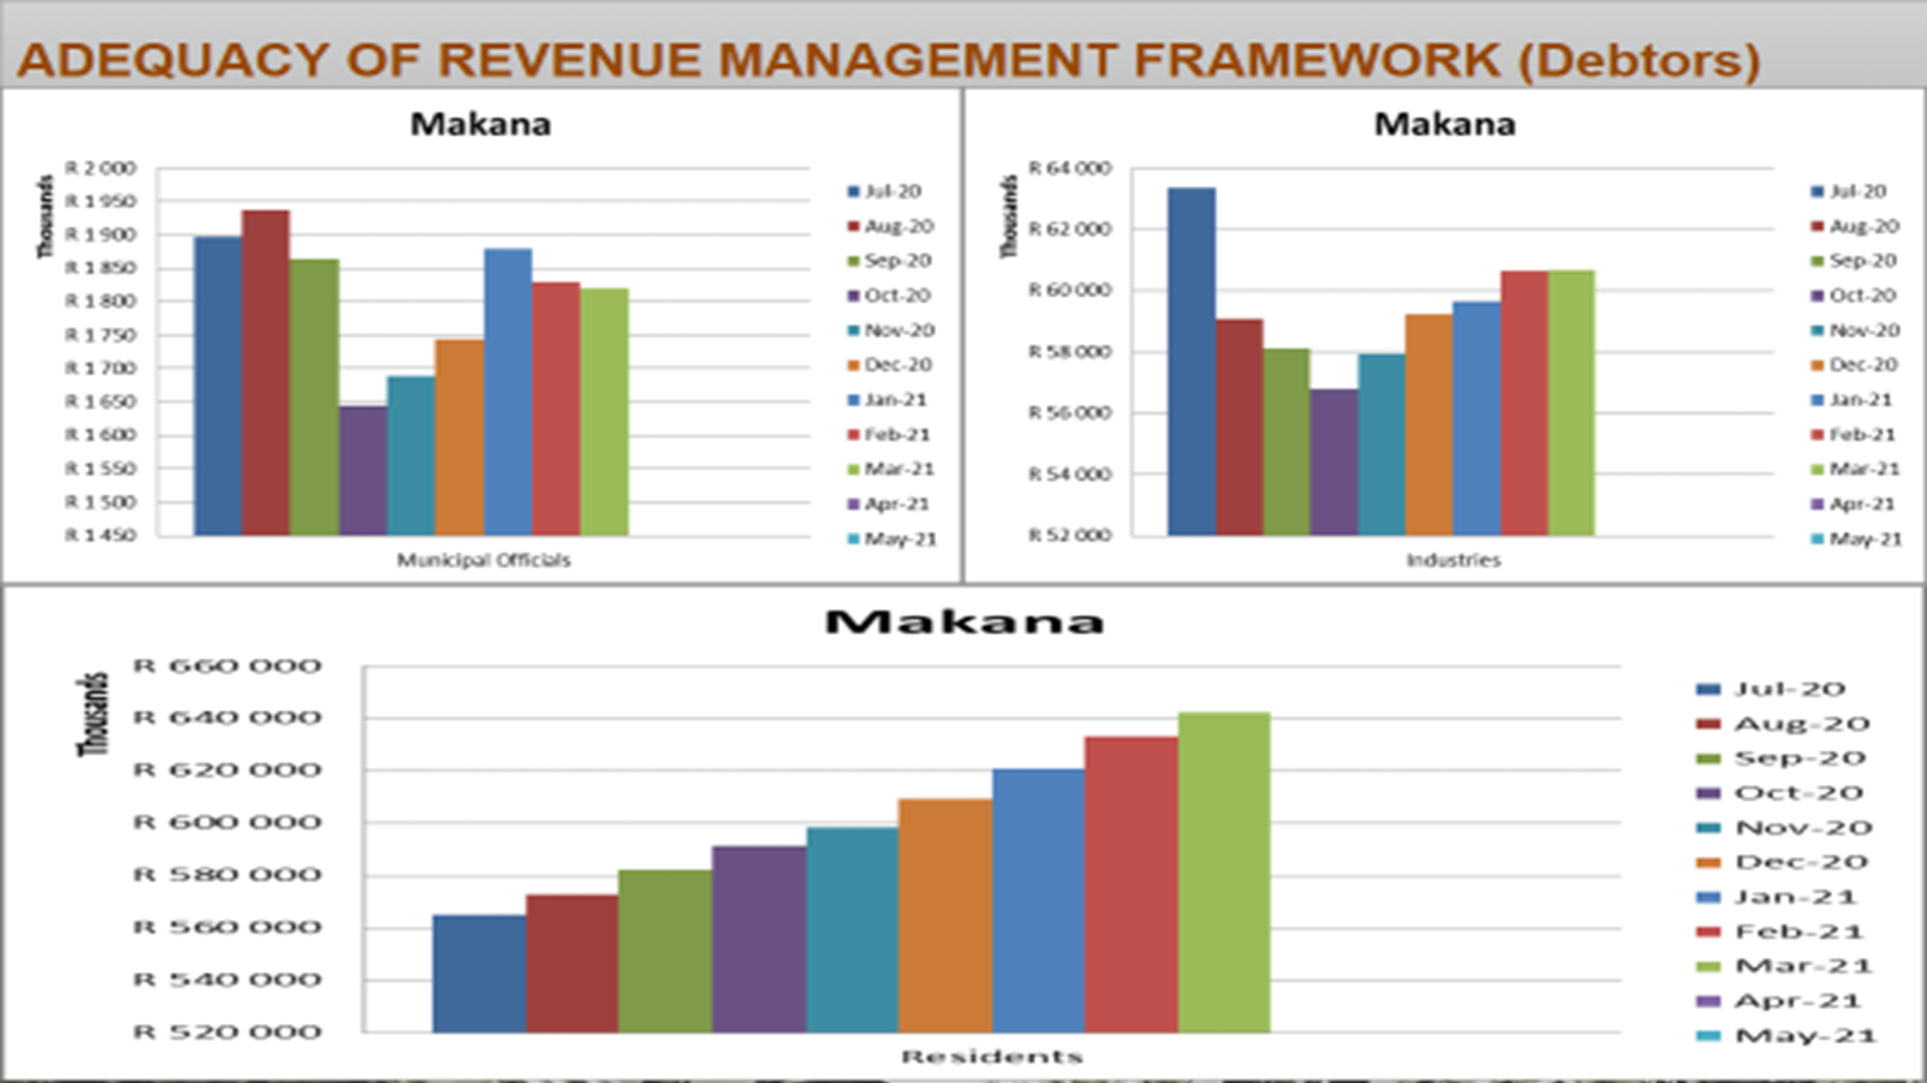 ADEQUACY OF REVENUE MANAGEMENT FRAMEWORK (Debtors)
Makana
Thousands
R 2 000
R 1 950
R 1 900
R 1 850
R 1 800
R 1 750
R 1 700
R 1 650
R 1 600
R 1 550
R 1 500
R 1 450
Municipal Officials
Jul-20
Aug-20
Sep-20
Oct-20
Nov-20
Dec-20
Jan-21
Feb-21
Mar-21
Apr-21
May-21
Makana
Thousands
R 64 000
R 62 000
R 60 000
R 58 000
R 56 000
R 54 000
R 52 000
Industries
Jul-20
Aug-20
Sep-20
Oct-20
Nov-20
Dec-20
Jan-21
Feb-21
Mar-21
Apr-21
May-21
Makana
Thousands
R 660 000
R 640 000
R 620 000
R 600 000
R 580 000
R 560 000
R 540 000
R 520 000
Residents
Jul-20
Aug-20
Sep-20
Oct-20
Nov-20
Dec-20
Jan-21
Feb-21
Mar-21
Apr-21
May-21